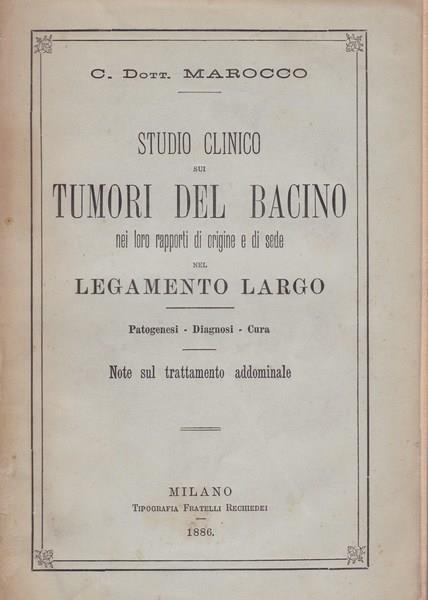 C. DOTT. MAROCCO
STUDIO CLINICO
SUI
TUMORI DEL BACINO
nei loro rapporti di origine e di sede
NEL
LEGAMENTO LARGO
Patogenesi - Diagnosi - Cura
Note sul trattamento addominale
MILANO
TIPOGRAFIA FRATELLI RECHIEDEI
1886.